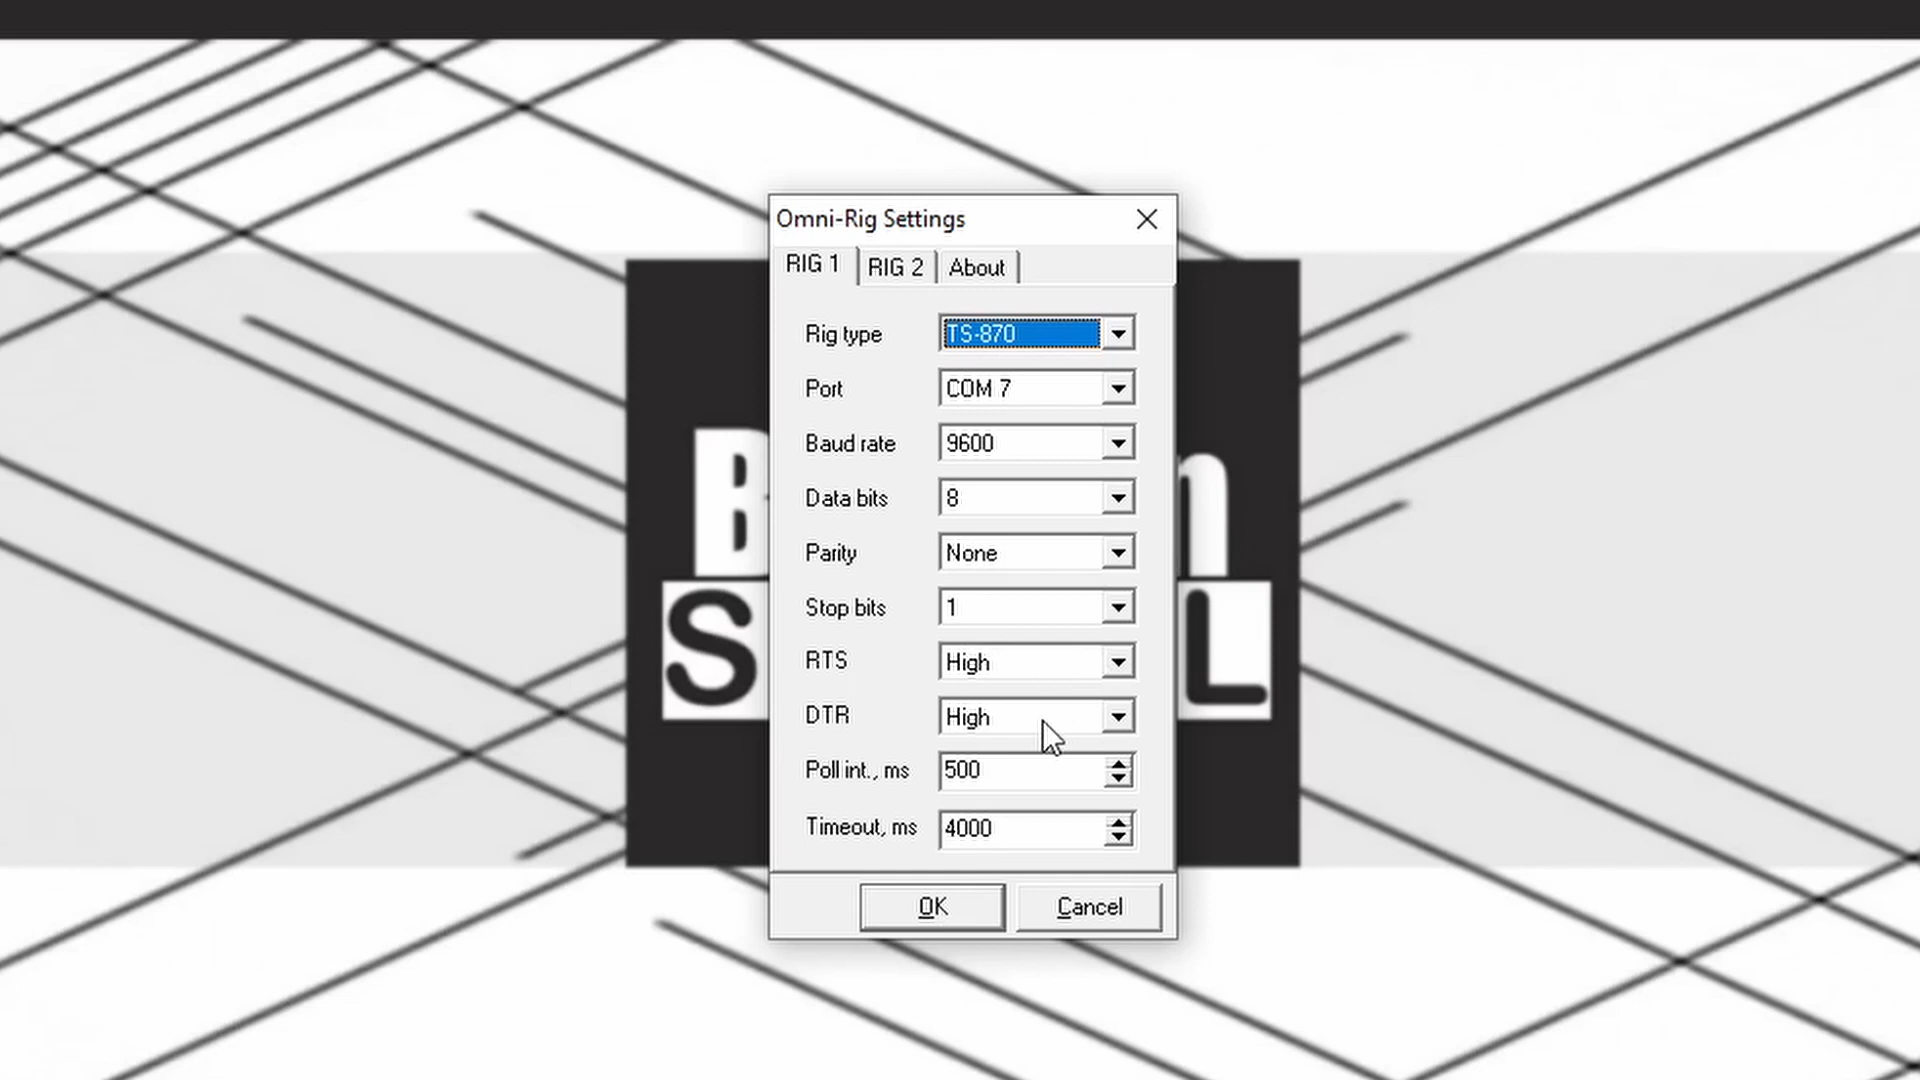 Omni-Rig Settings
RIG 1 RIG 2 About
Rig type TS-870
Port COM 7
Baud rate 9600
Data bits 8
Parity None
Stop bits 1
RTS High
DTR High
Poll int., ms 500
Timeout, ms 4000
OK Cancel